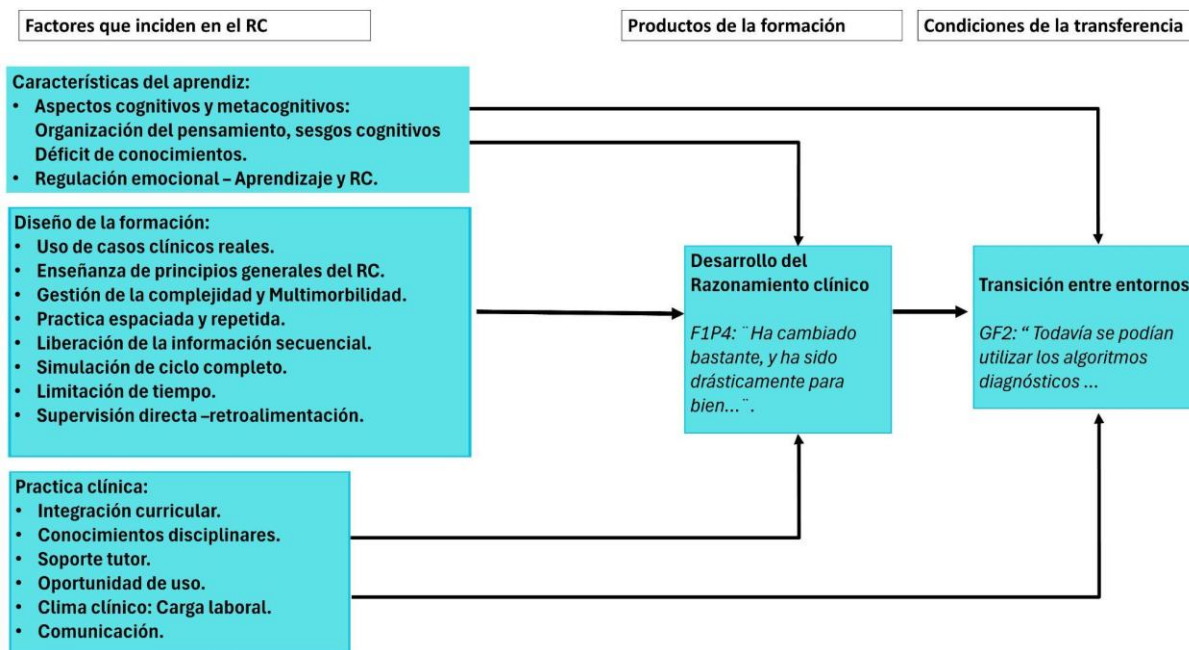 Factores que inciden en el RC
Productos de la formación
Condiciones de la transferencia
Características del aprendiz:
• Aspectos cognitivos y metacognitivos:
Organización del pensamiento, sesgos cognitivos
Déficit de conocimientos.
• Regulación emocional – Aprendizaje y RC.
Diseño de la formación:
• Uso de casos clínicos reales.
• Enseñanza de principios generales del RC.
• Gestión de la complejidad y Multimorbilidad.
• Practica espaciada y repetida.
• Liberación de la información secuencial.
• Simulación de ciclo completo.
• Limitación de tiempo.
• Supervisión directa –retroalimentación.
Practica clínica:
• Integración curricular.
• Conocimientos disciplinares.
• Soporte tutor.
• Oportunidad de uso.
• Clima clínico: Carga laboral.
• Comunicación.
Desarrollo del
Razonamiento clínico
F1P4: ¨Ha cambiado
bastante, y ha sido
drásticamente para
bien...¨.
Transición entre entornos
GF2: “ Todavía se podían
utilizar los algoritmos
diagnósticos ...